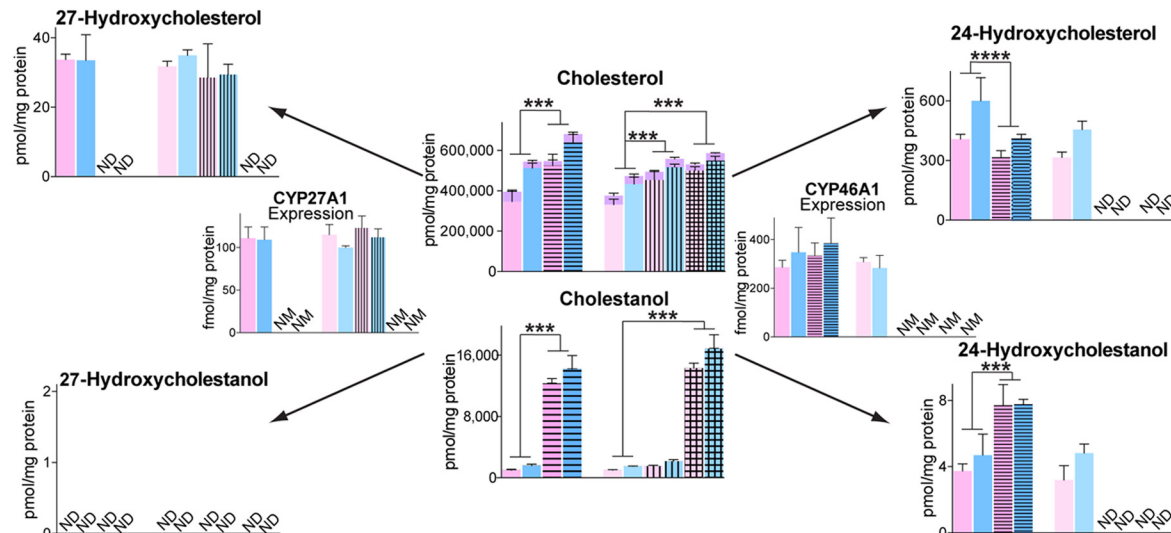 27-Hydroxycholesterol
pmol/mg protein
40
20
0
ND
ND
ND
ND
Cholesterol
pmol/mg protein
600,000
400,000
200,000
0
***
***
***
24-Hydroxycholesterol
pmol/mg protein
600
300
0
****
ND
ND
ND
ND
CYP27A1
Expression
fmol/mg protein
100
50
0
NM
NM
NM
NM
CYP46A1
Expression
fmol/mg protein
400
200
0
NM
NM
NM
NM
27-Hydroxycholestanol
pmol/mg protein
2
1
0
ND
ND
ND
ND
ND
ND
ND
ND
ND
ND
Cholestanol
pmol/mg protein
16,000
8,000
0
***
***
24-Hydroxycholestanol
pmol/mg protein
8
4
0
***
ND
ND
ND
ND